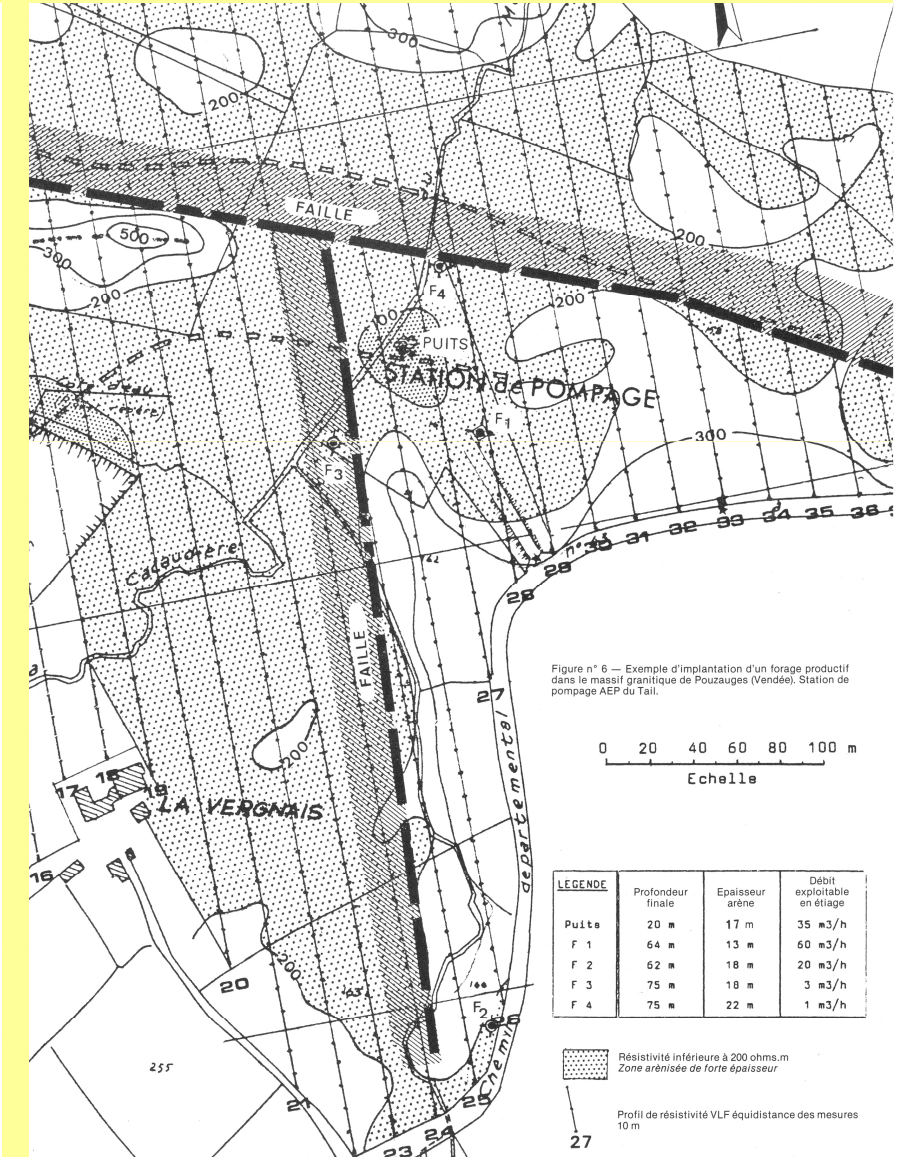 300
200
FAILLE
500
300
200
200
F4
200
100
PUITS
STATION de POMPAGE
F1
300
F3
Cacaudière
n°
36
35
34
33
32
31
30
29
28
162
FAILLE
27
Figure n° 6 — Exemple d'implantation d'un forage productif
dans le massif granitique de Pouzauges (Vendée). Station de
pompage AEP du Tail.
0 20 40 60 80 100 m
Echelle
200
departemental
17 18 19
LA VERGNAIS
16
LEGENDE Profondeur finale Epaisseur arène Débit exploitable en étiage
Puits 20 m 17 m 35 m3/h
F 1 64 m 13 m 60 m3/h
F 2 62 m 18 m 20 m3/h
F 3 75 m 18 m 3 m3/h
F 4 75 m 22 m 1 m3/h
200
20
F2
26
Chemin
255
25
21
24
23
Résistivité inférieure à 200 ohms.m
Zone arènisée de forte épaisseur
Profil de résistivité VLF équidistance des mesures
10 m
27